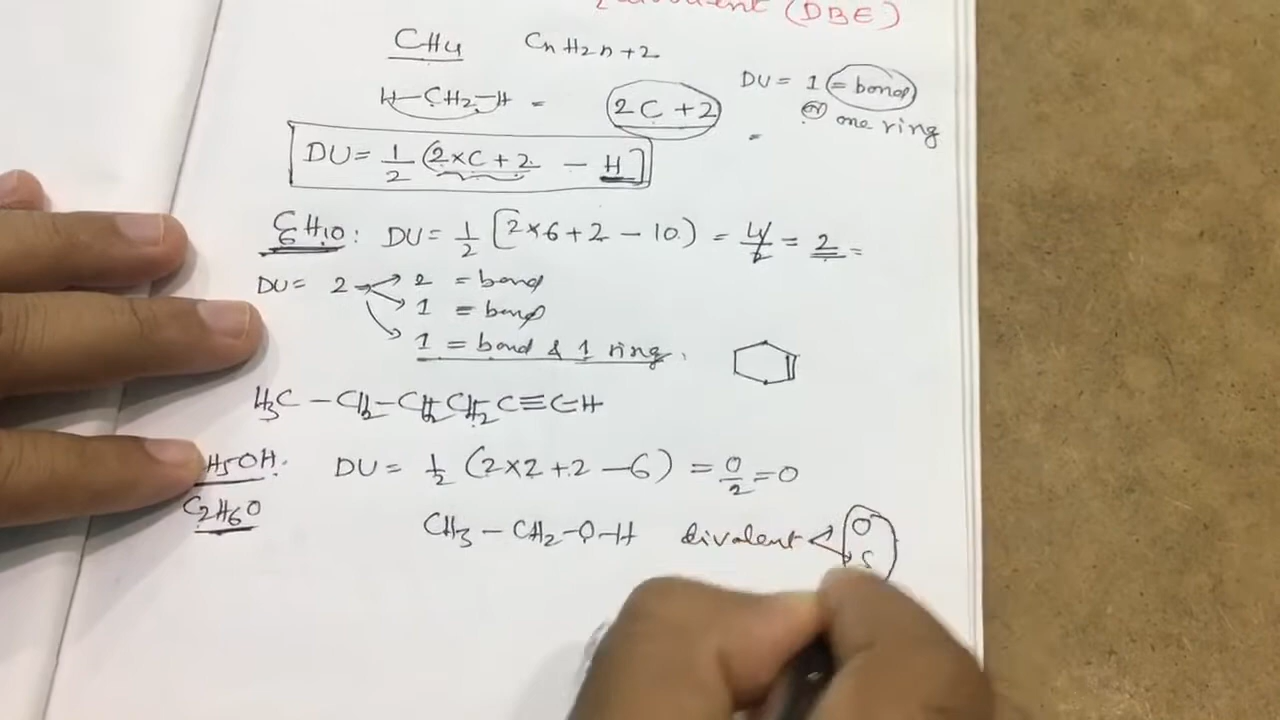 (DBE)
CH4 CnH2n+2
DU = 1 = bond
H-CH2-H = 2C+2
or one ring
=
DU = 1/2 (2×C+2 - H]
C6H10: DU = 1/2 [2×6+2-10) = 4/2 = 2 =
DU = 2 → 2 = bond
1 = bond
1 = bond & 1 ring.
H3C-CH2-CH2CH2C≡CH
H5OH. DU = 1/2 (2×2+2-6) = 0/2 = 0
C2H6O
CH3-CH2-O-H divalent < O
S